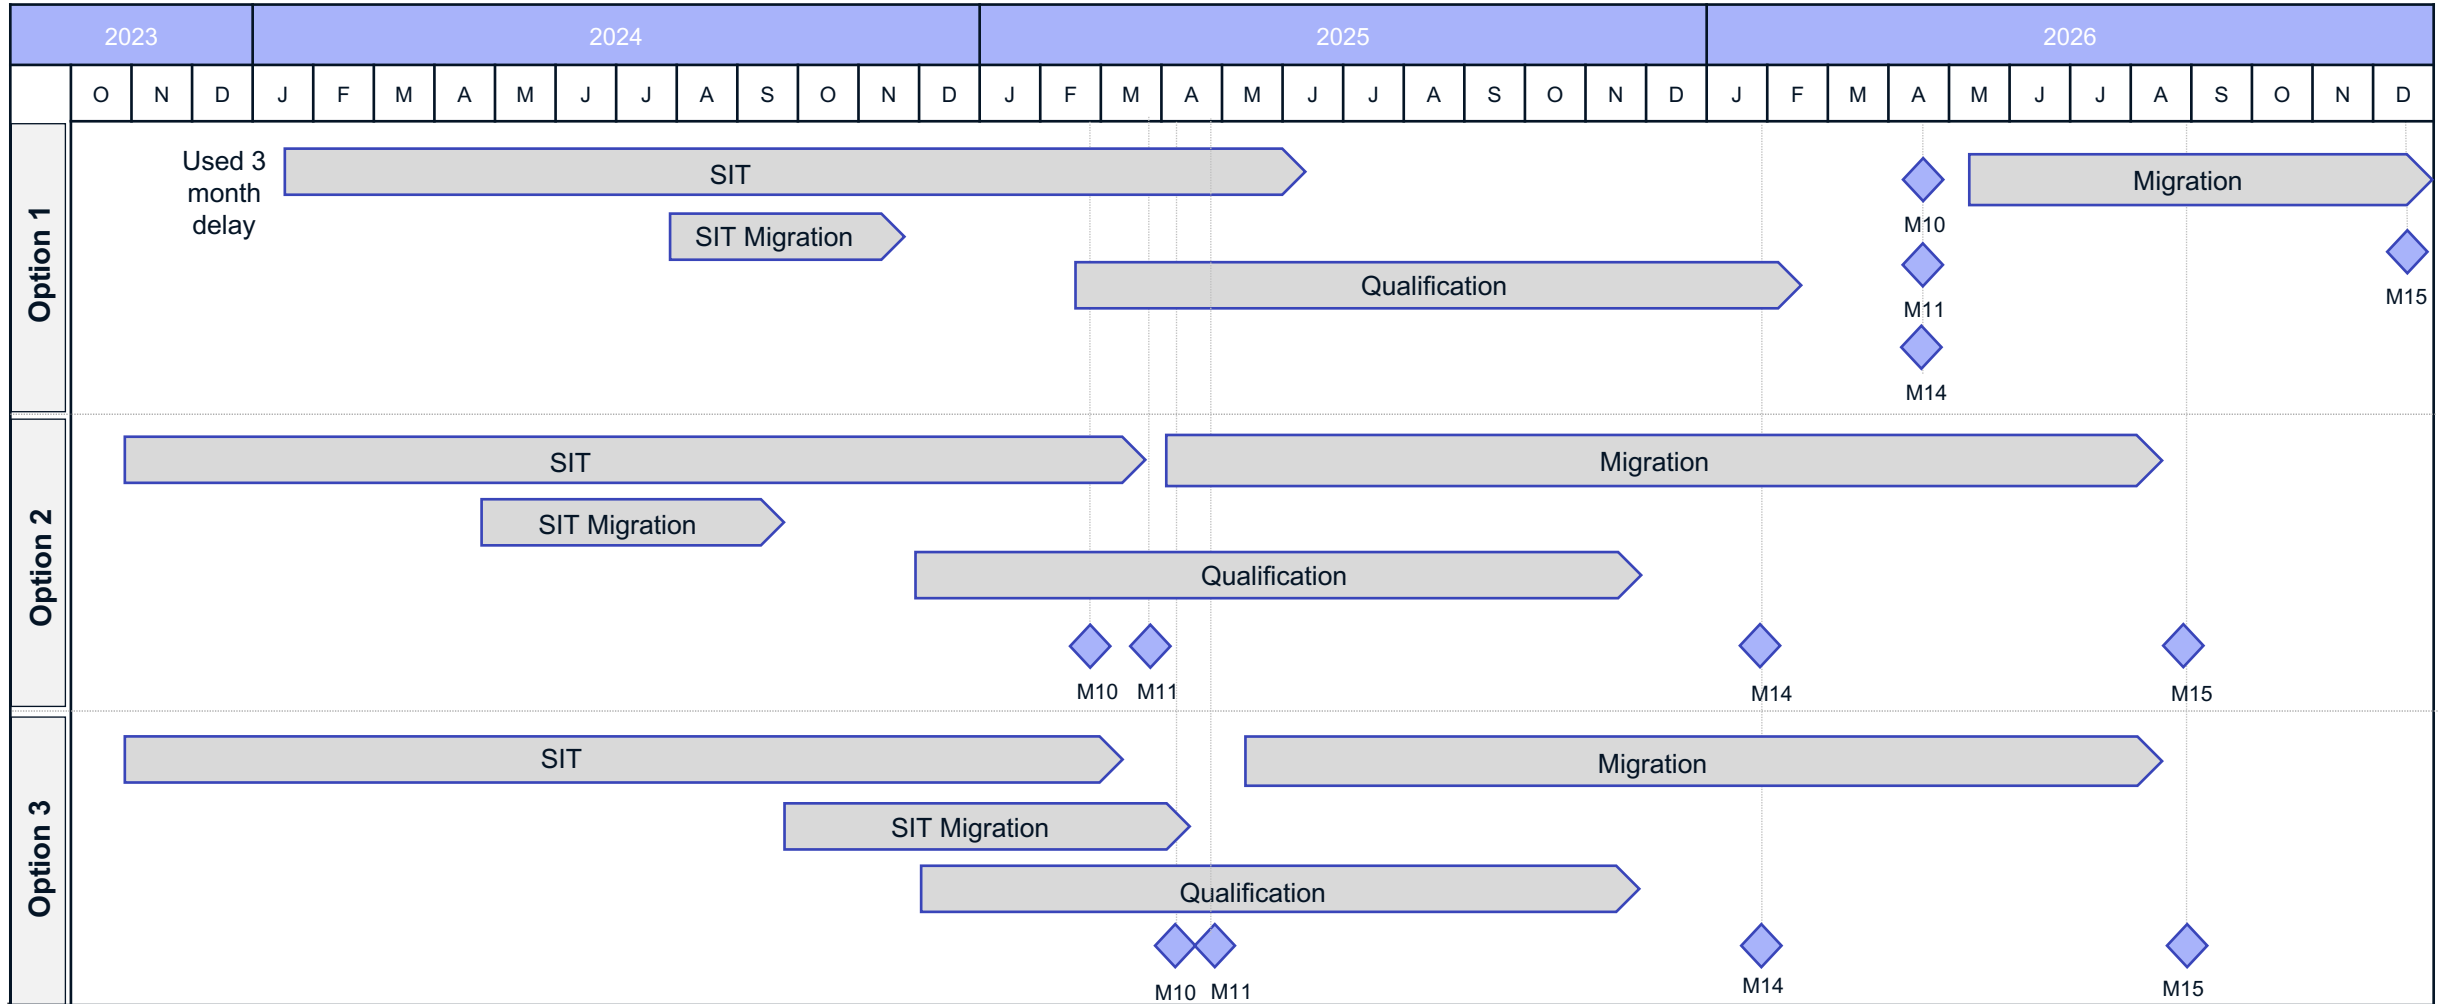 2023 2024 2025 2026
O N D J F M A M J J A S O N D J F M A M J J A S O N D J F M A M J J A S O N D
Option 1
Used 3
month
delay
SIT
Migration
M10
SIT Migration
Qualification
M11
M15
M14
Option 2
SIT
Migration
SIT Migration
Qualification
M10 M11 M14 M15
Option 3
SIT
Migration
SIT Migration
Qualification
M10 M11 M14 M15